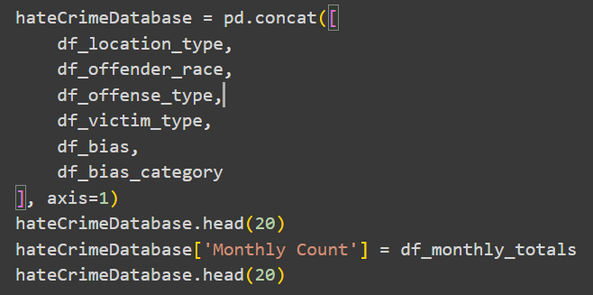 hateCrimeDatabase = pd.concat([
    df_location_type,
    df_offender_race,
    df_offense_type,
    df_victim_type,
    df_bias,
    df_bias_category
], axis=1)
hateCrimeDatabase.head(20)
hateCrimeDatabase['Monthly Count'] = df_monthly_totals
hateCrimeDatabase.head(20)